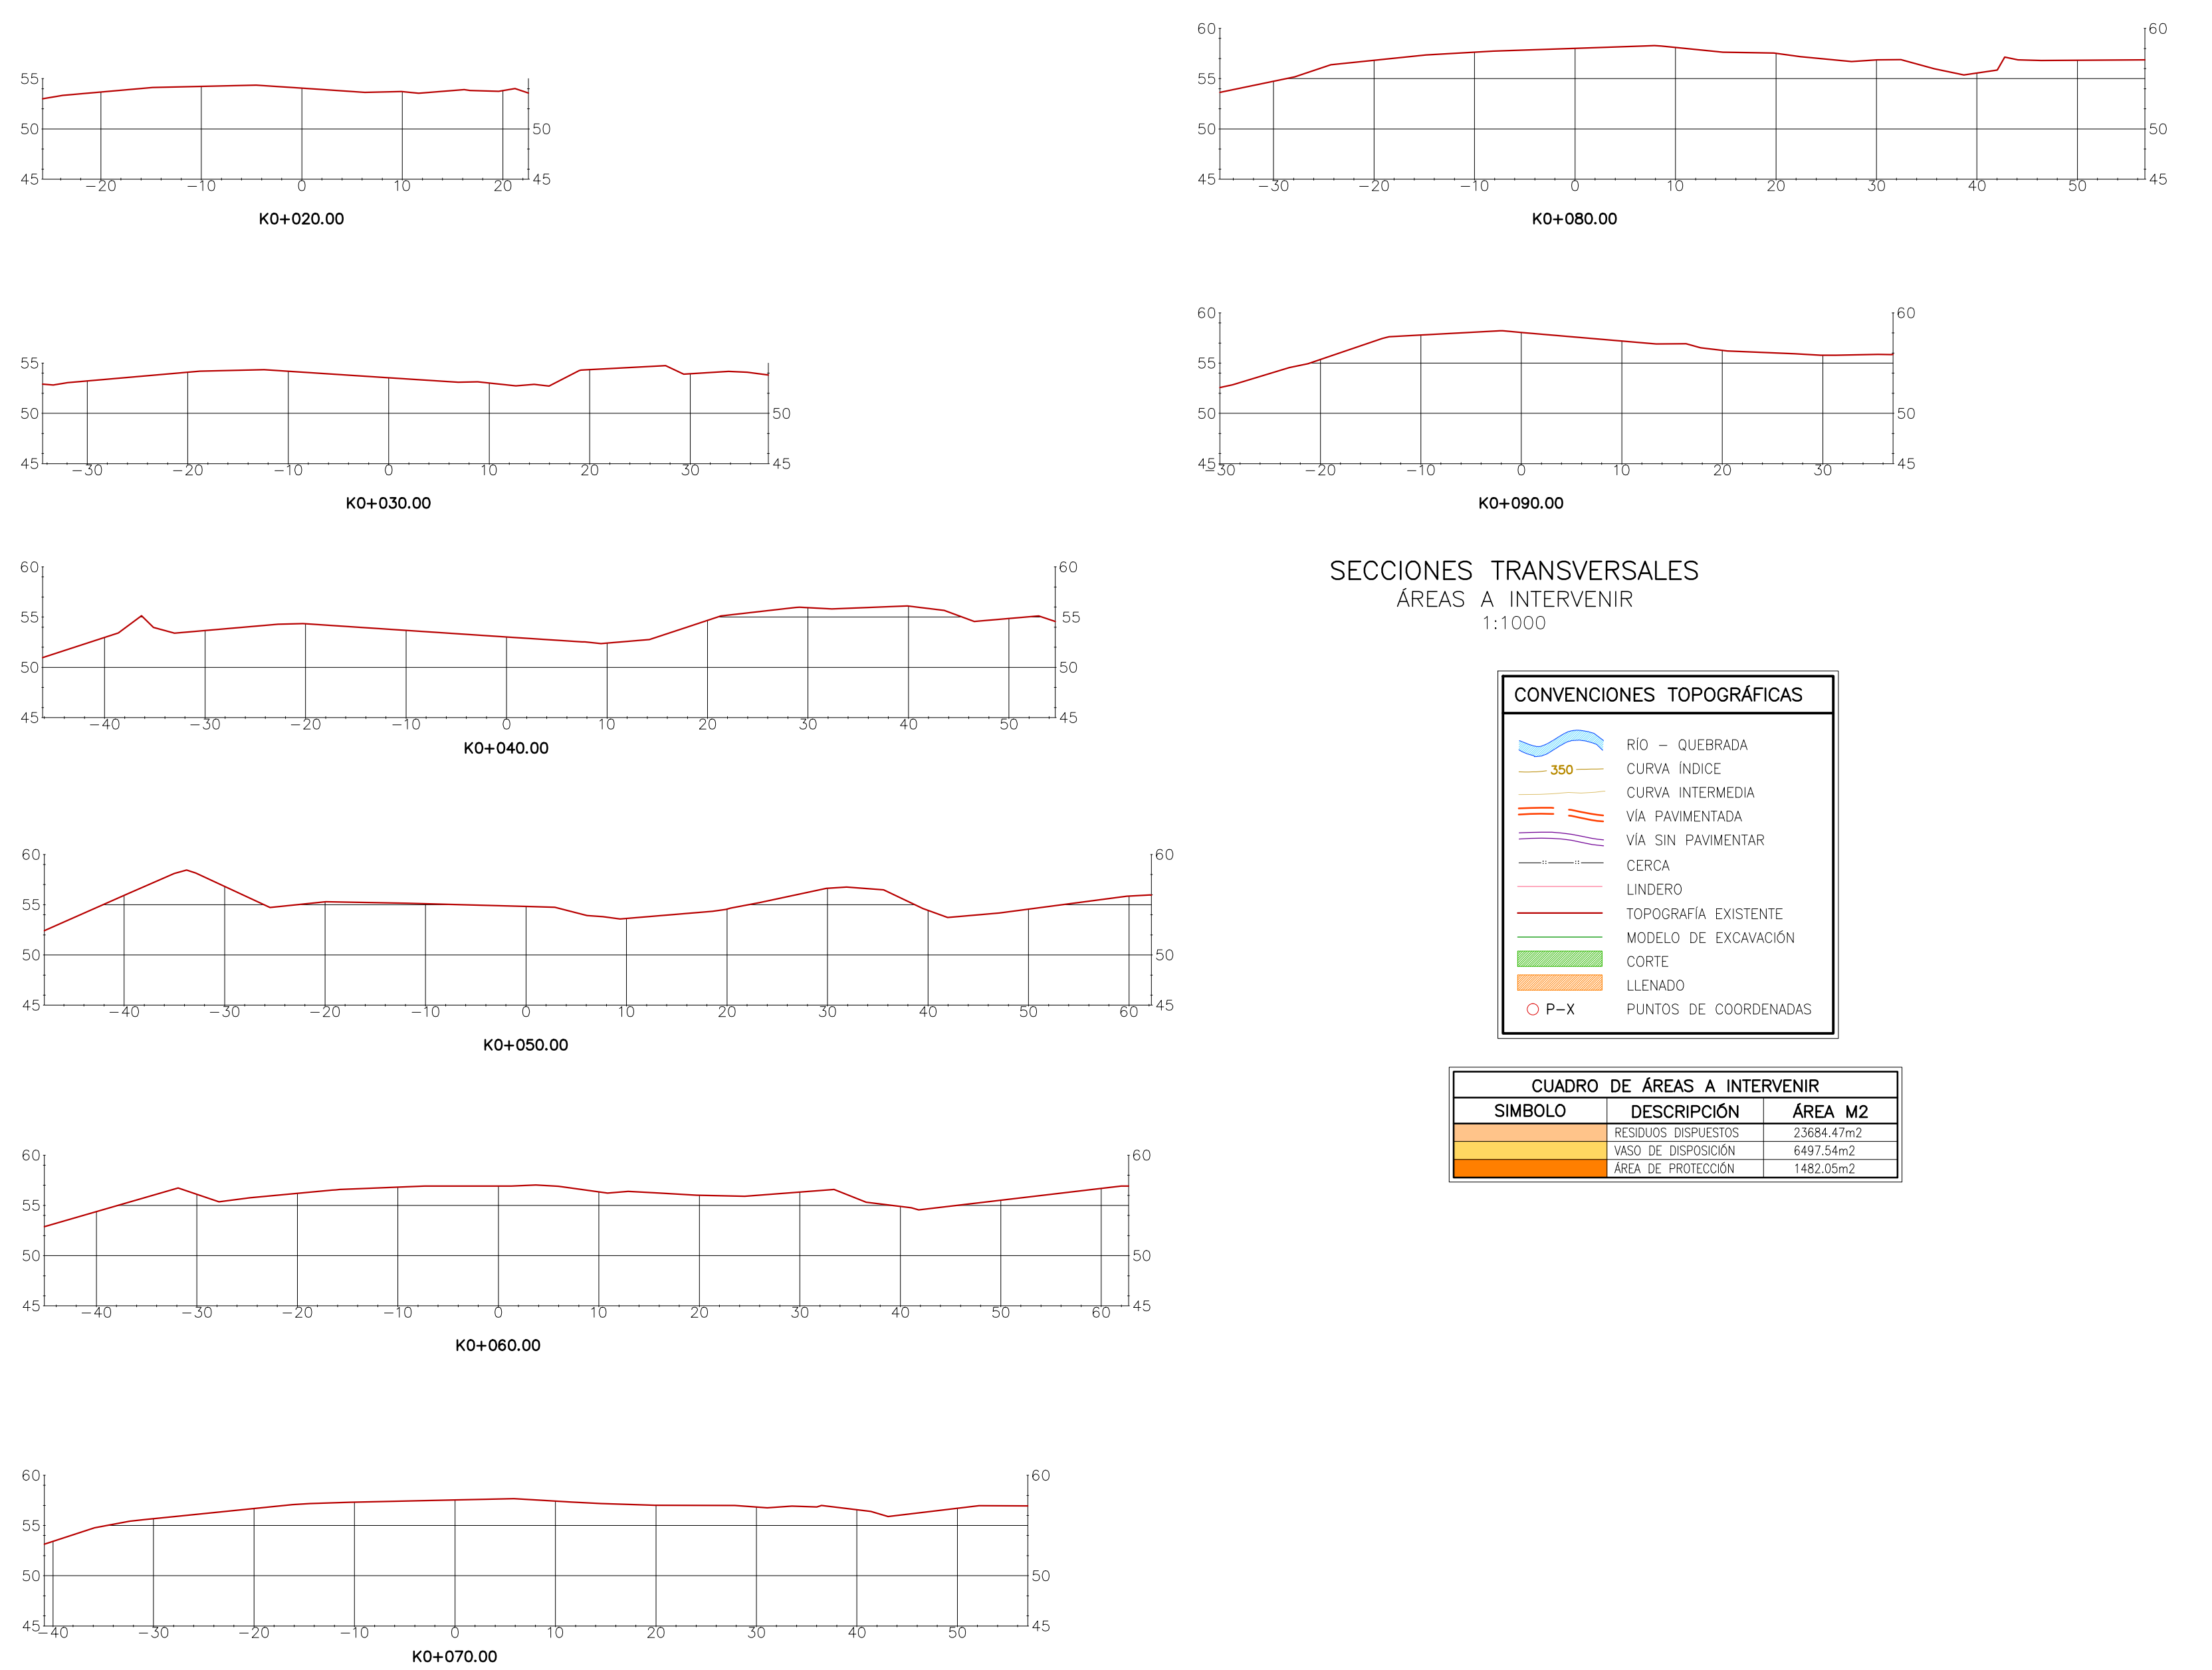 55
50 50
45 45
−20 −10 0 10 20
K0+020.00
55
50 50
45 45
−30 −20 −10 0 10 20 30
K0+030.00
60 60
55 55
50 50
45 45
−40 −30 −20 −10 0 10 20 30 40 50
K0+040.00
60 60
55 55
50 50
45 45
−40 −30 −20 −10 0 10 20 30 40 50 60
K0+050.00
60 60
55 55
50 50
45 45
−40 −30 −20 −10 0 10 20 30 40 50 60
K0+060.00
60 60
55 55
50 50
45 45
−40 −30 −20 −10 0 10 20 30 40 50
K0+070.00
60 60
55 55
50 50
45 45
−30 −20 −10 0 10 20 30 40 50
K0+080.00
60 60
55 55
50 50
45 45
−30 −20 −10 0 10 20 30
K0+090.00
SECCIONES TRANSVERSALES
ÁREAS A INTERVENIR
1:1000
CONVENCIONES TOPOGRÁFICAS
RÍO − QUEBRADA
350 CURVA ÍNDICE
CURVA INTERMEDIA
VÍA PAVIMENTADA
VÍA SIN PAVIMENTAR
CERCA
LINDERO
TOPOGRAFÍA EXISTENTE
MODELO DE EXCAVACIÓN
CORTE
LLENADO
P−X PUNTOS DE COORDENADAS
CUADRO DE ÁREAS A INTERVENIR
SIMBOLO DESCRIPCIÓN ÁREA M2
RESIDUOS DISPUESTOS 23684.47m2
VASO DE DISPOSICIÓN 6497.54m2
ÁREA DE PROTECCIÓN 1482.05m2